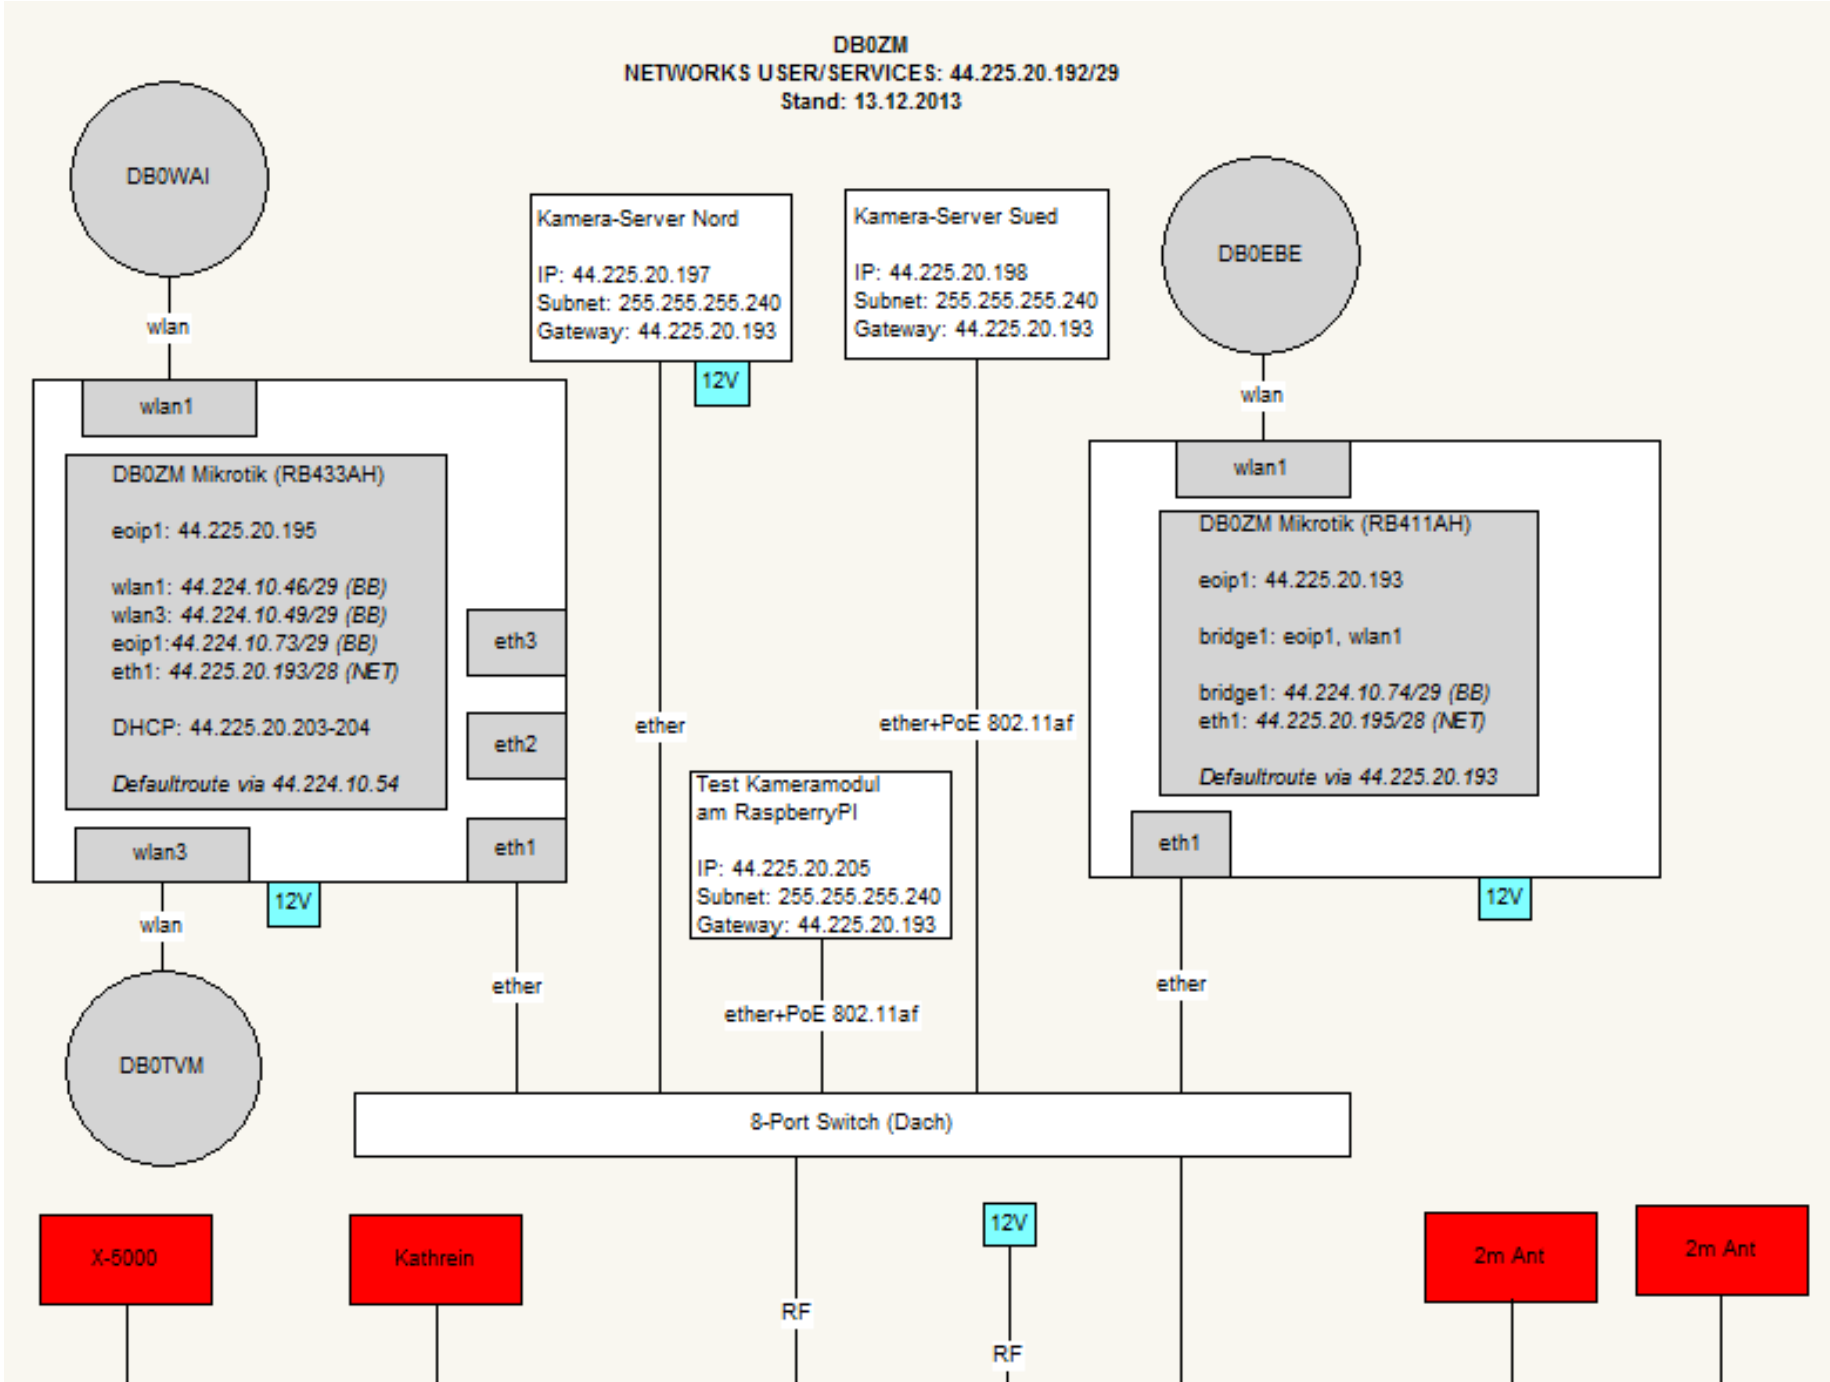 DB0ZM
NETWORKS USER/SERVICES: 44.225.20.192/29
Stand: 13.12.2013
DB0WAI
wlan
wlan1
DB0ZM Mikrotik (RB433AH)
eoip1: 44.225.20.195
wlan1: 44.224.10.46/29 (BB)
wlan3: 44.224.10.49/29 (BB)
eoip1:44.224.10.73/29 (BB)
eth1: 44.225.20.193/28 (NET)
DHCP: 44.225.20.203-204
Defaultroute via 44.224.10.54
eth3
eth2
eth1
wlan3
12V
wlan
DB0TVM
ether
Kamera-Server Nord
IP: 44.225.20.197
Subnet: 255.255.255.240
Gateway: 44.225.20.193
12V
ether
Kamera-Server Sued
IP: 44.225.20.198
Subnet: 255.255.255.240
Gateway: 44.225.20.193
ether+PoE 802.11af
Test Kameramodul
am RaspberryPI
IP: 44.225.20.205
Subnet: 255.255.255.240
Gateway: 44.225.20.193
ether+PoE 802.11af
DB0EBE
wlan
wlan1
DB0ZM Mikrotik (RB411AH)
eoip1: 44.225.20.193
bridge1: eoip1, wlan1
bridge1: 44.224.10.74/29 (BB)
eth1: 44.225.20.195/28 (NET)
Defaultroute via 44.225.20.193
eth1
12V
ether
8-Port Switch (Dach)
X-5000
Kathrein
RF
12V
RF
2m Ant
2m Ant